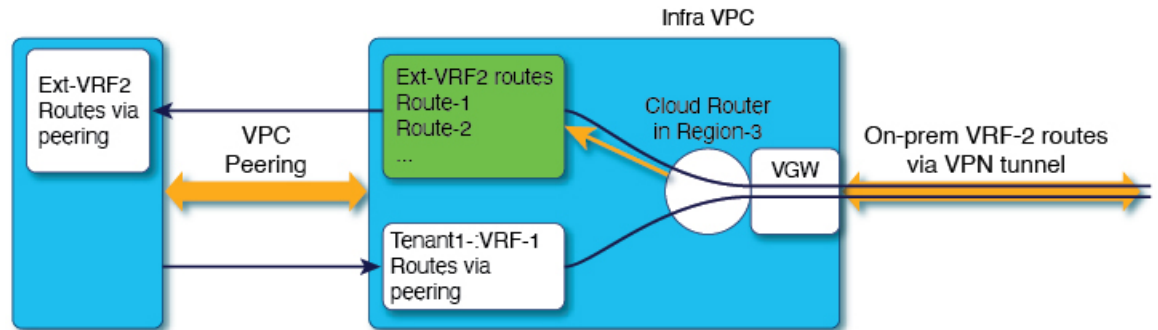 Infra VPC
Ext-VRF2
Routes via
peering
VPC
Peering
Ext-VRF2 routes
Route-1
Route-2
...
Cloud Router
in Region-3
VGW
On-prem VRF-2 routes
via VPN tunnel
Tenant1-:VRF-1
Routes via
peering